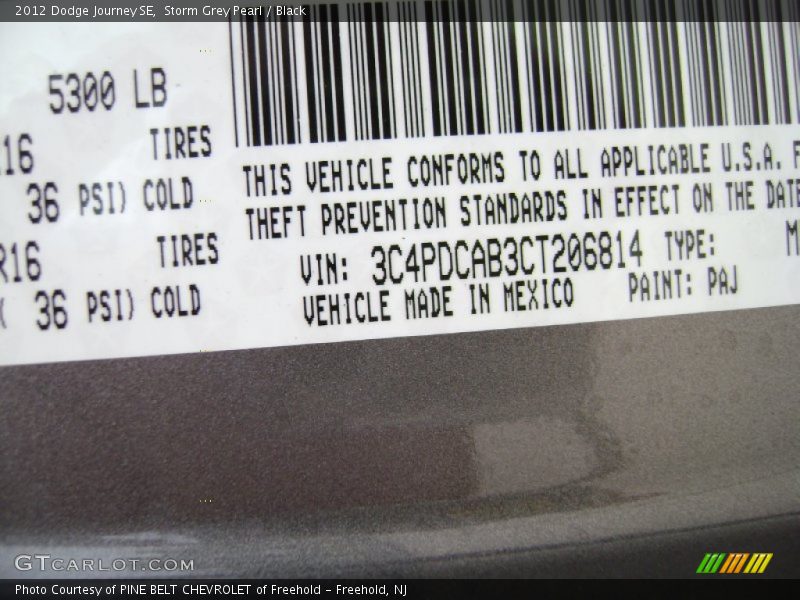 2012 Dodge Journey SE, Storm Grey Pearl / Black
5300 LB
16 TIRES
36 PSI) COLD
R16 TIRES
( 36 PSI) COLD
THIS VEHICLE CONFORMS TO ALL APPLICABLE U.S.A. F
THEFT PREVENTION STANDARDS IN EFFECT ON THE DATE
VIN: 3C4PDCAB3CT206814 TYPE: M
VEHICLE MADE IN MEXICO PAINT: PAJ
GTCARLOT.COM
Photo Courtesy of PINE BELT CHEVROLET of Freehold - Freehold, NJ